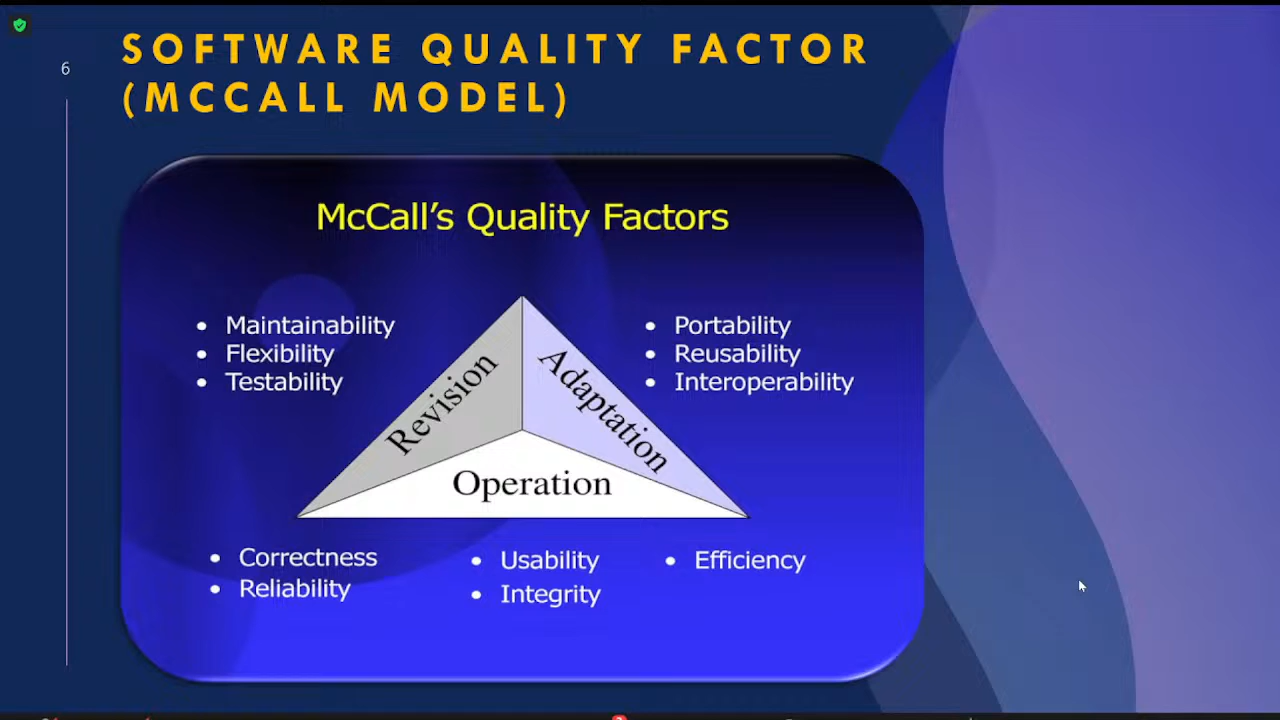 6
SOFTWARE QUALITY FACTOR
(MCCALL MODEL)
McCall's Quality Factors
• Maintainability
• Flexibility
• Testability
• Portability
• Reusability
• Interoperability
Revision
Adaptation
Operation
• Correctness
• Reliability
• Usability
• Integrity
• Efficiency